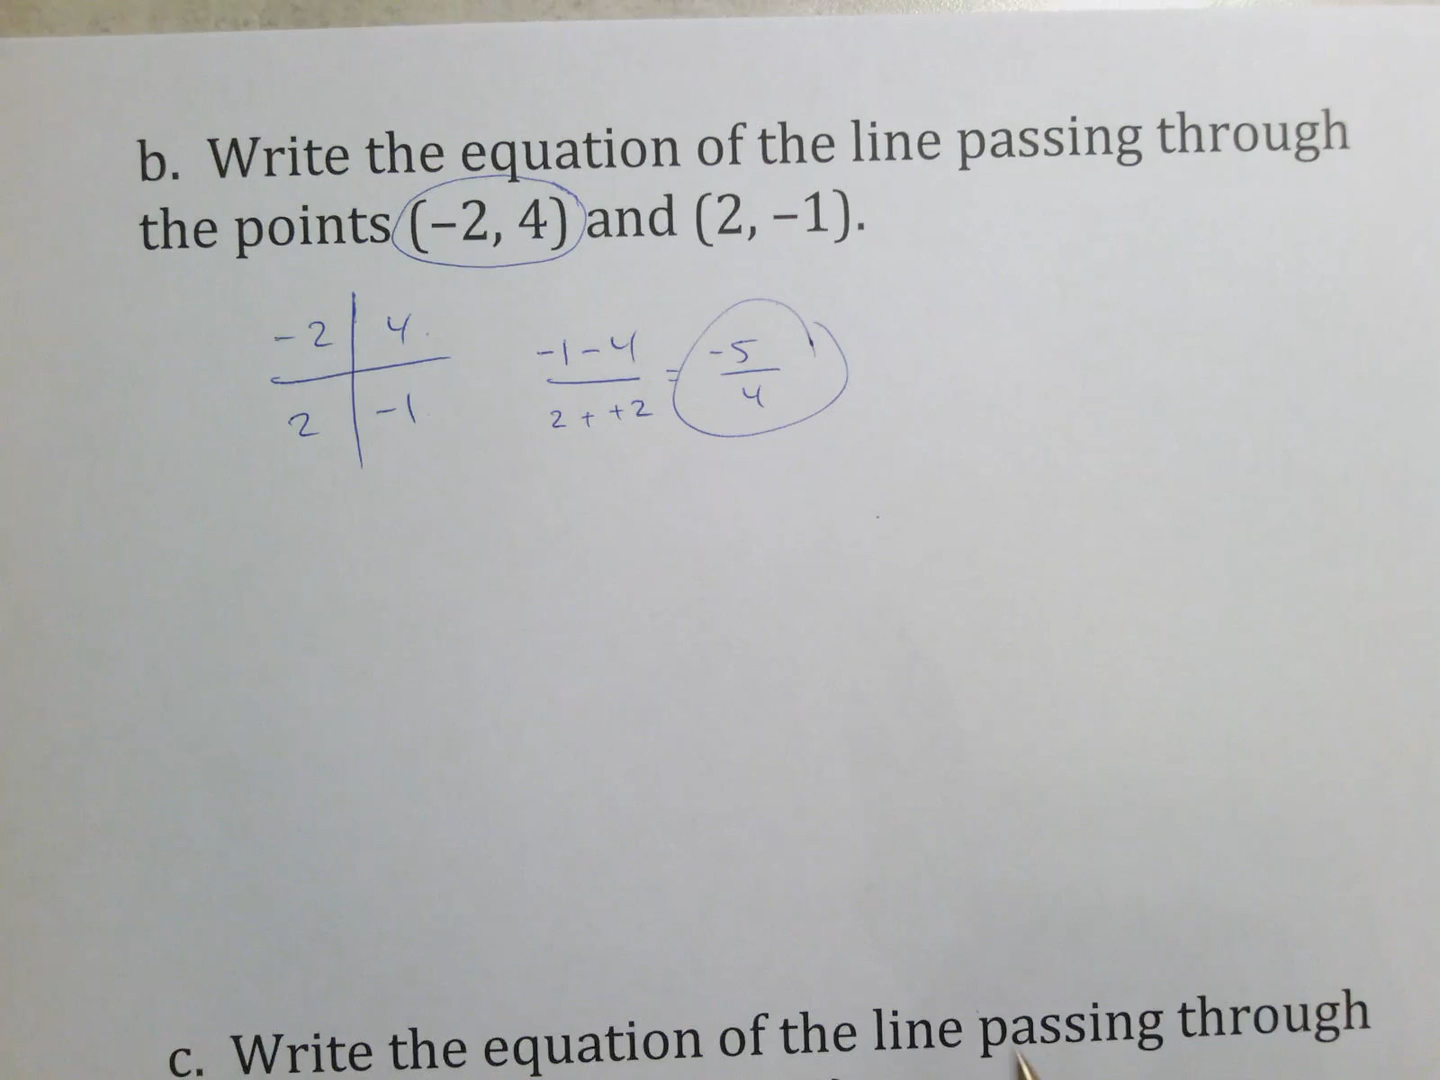 b. Write the equation of the line passing through
the points (−2, 4) and (2, −1).
-2 4
2 -1
-1-4
2 + +2
=
-5
4
c. Write the equation of the line passing through